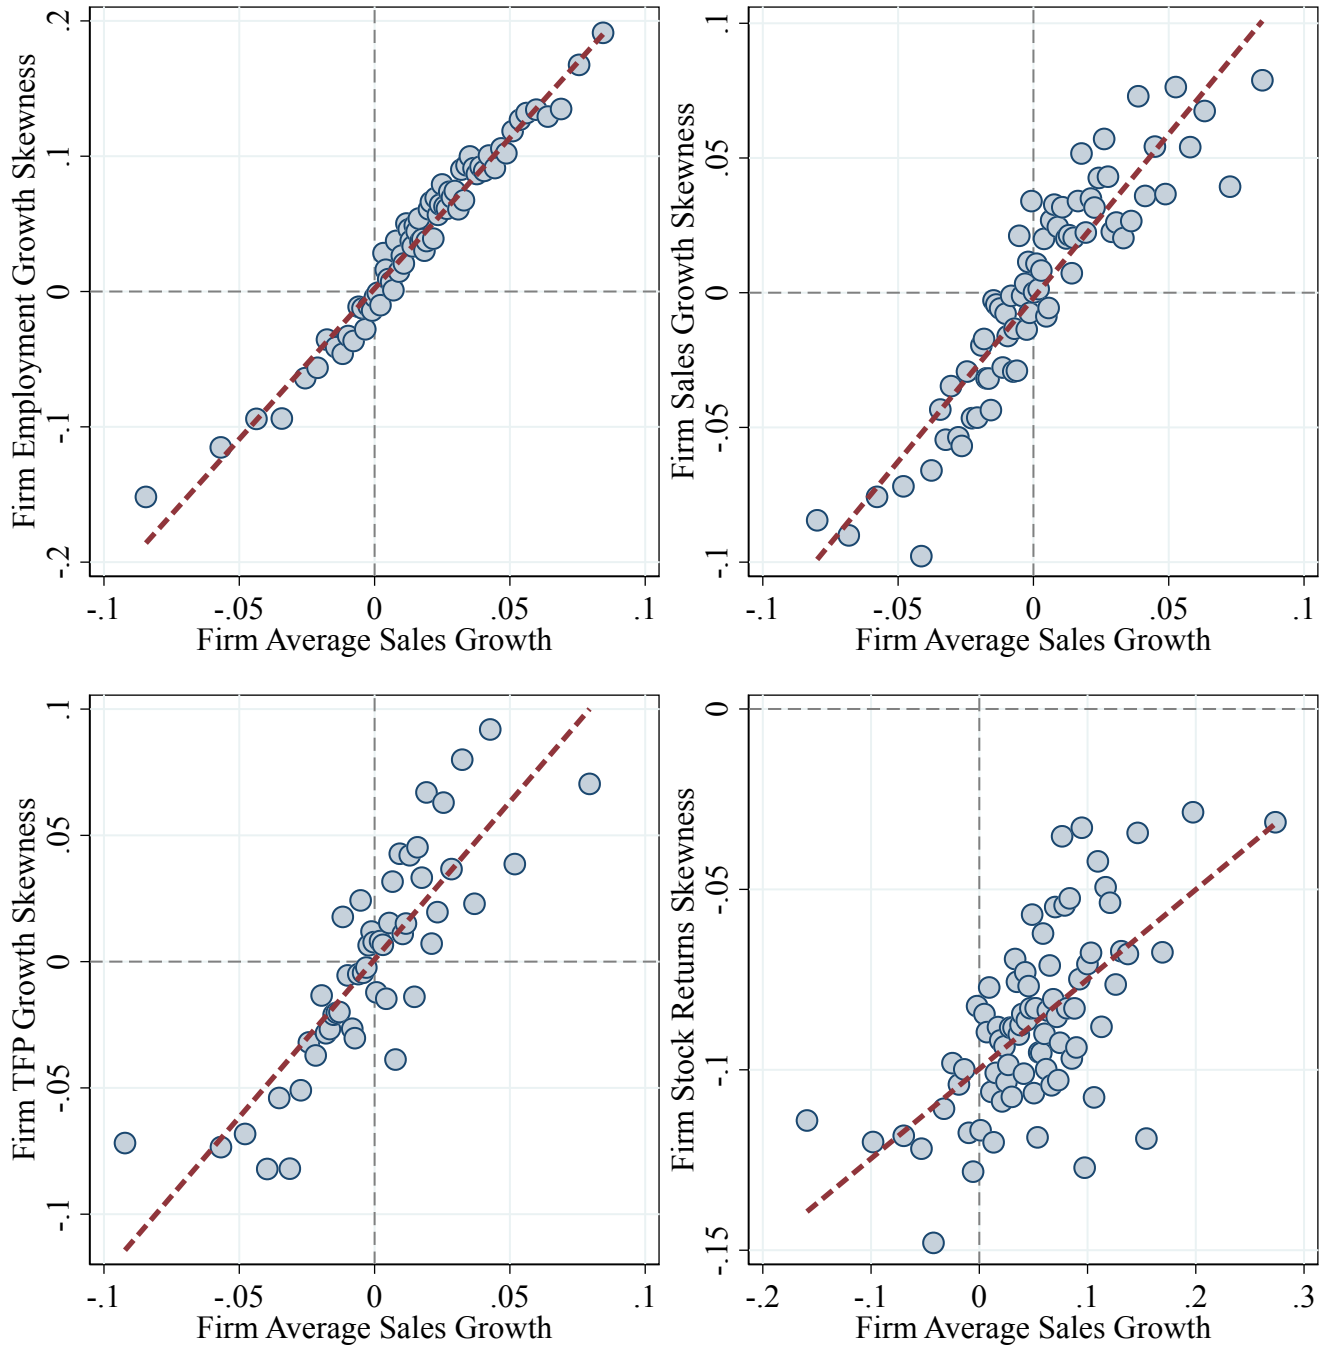 Firm Employment Growth Skewness
.2
.1
0
-.1
-.2
-.1 -.05 0 .05 .1
Firm Average Sales Growth
Firm Sales Growth Skewness
.1
.05
0
-.05
-.1
-.1 -.05 0 .05 .1
Firm Average Sales Growth
Firm TFP Growth Skewness
.1
.05
0
-.05
-.1
-.1 -.05 0 .05 .1
Firm Average Sales Growth
Firm Stock Returns Skewness
0
-.05
-.1
-.15
-.2 -.1 0 .1 .2 .3
Firm Average Sales Growth